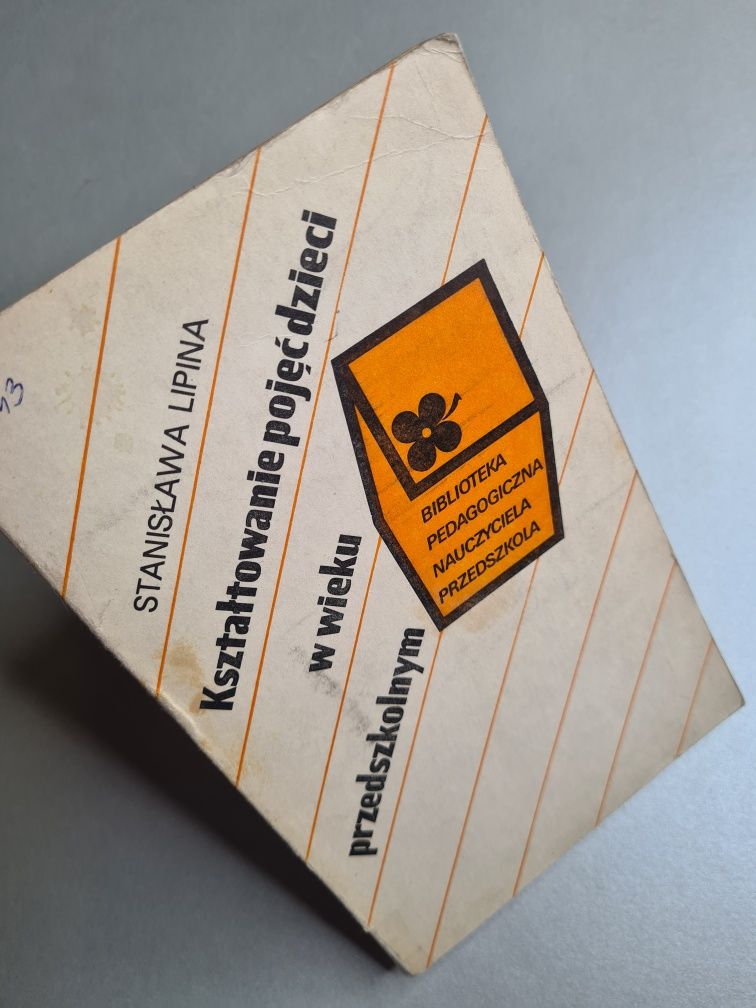 STANISŁAWA LIPINA
Kształtowanie pojęć dzieci
w wieku
przedszkolnym
BIBLIOTEKA
PEDAGOGICZNA
NAUCZYCIELA
PRZEDSZKOLA